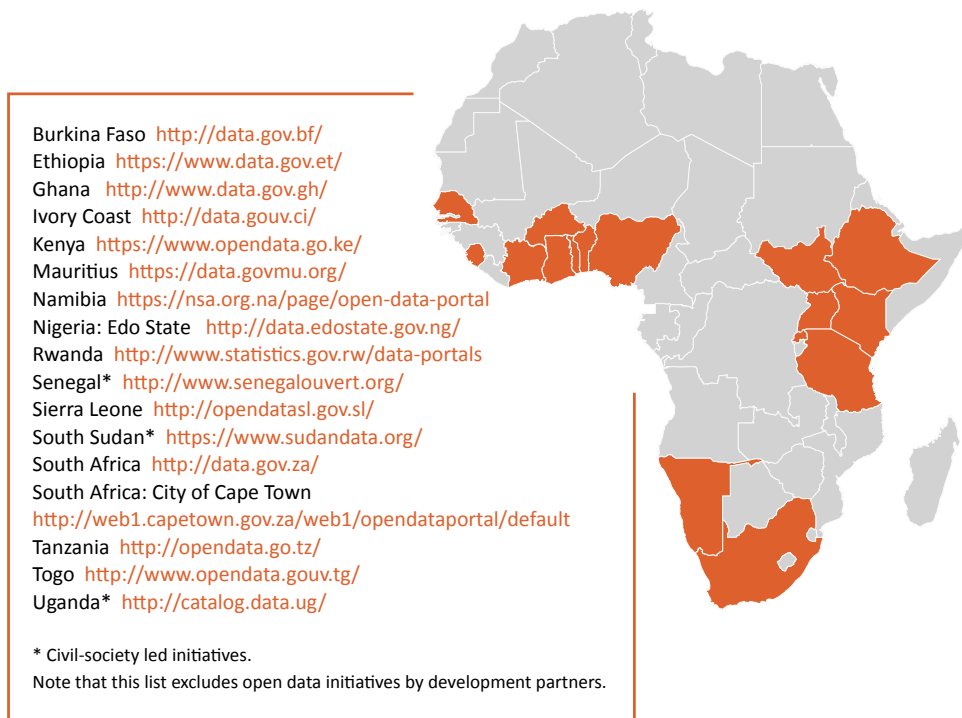 Burkina Faso http://data.gov.bf/
Ethiopia https://www.data.gov.et/
Ghana http://www.data.gov.gh/
Ivory Coast http://data.gouv.ci/
Kenya https://www.opendata.go.ke/
Mauritius https://data.govmu.org/
Namibia https://nsa.org.na/page/open-data-portal
Nigeria: Edo State http://data.edostate.gov.ng/
Rwanda http://www.statistics.gov.rw/data-portals
Senegal* http://www.senegalouvert.org/
Sierra Leone http://opendatasl.gov.sl/
South Sudan* https://www.sudandata.org/
South Africa http://data.gov.za/
South Africa: City of Cape Town
http://web1.capetown.gov.za/web1/opendataportal/default
Tanzania http://opendata.go.tz/
Togo http://www.opendata.gouv.tg/
Uganda* http://catalog.data.ug/
* Civil-society led initiatives.
Note that this list excludes open data initiatives by development partners.